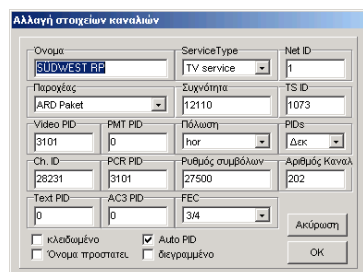 Αλλαγή στοιχείων καναλιών
Όνομα ServiceType Net ID
SÜDWEST RP TV service 1
Παροχέας Συχνότητα TS ID
ARD Paket 12110 1073
Video PID PMT PID Πόλωση PIDs
3101 0 hor Δεκ
Ch. ID PCR PID Ρυθμός συμβόλων Αριθμός Καναλ
28231 3101 27500 202
Text PID AC3 PID FEC
0 0 3/4
Ακύρωση
κλειδωμένο Auto PID
Όνομα προστατει. διεγραμμένο
OK